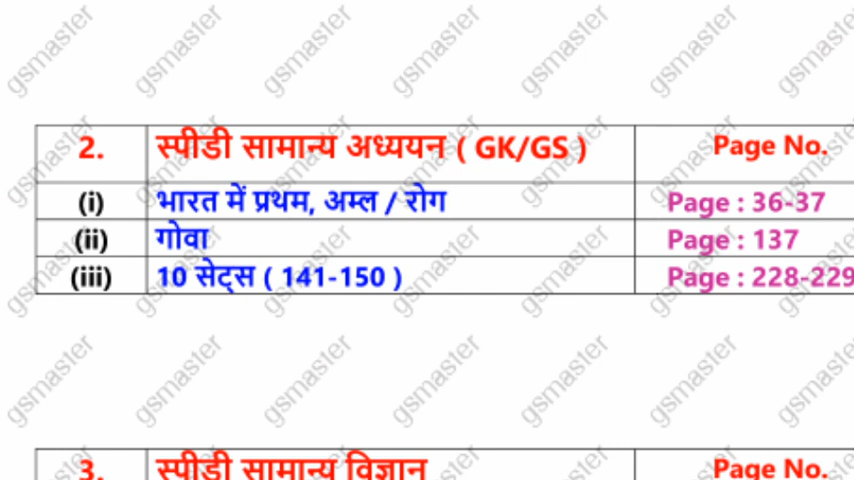 2. स्पीडी सामान्य अध्ययन ( GK/GS ) Page No.
(i) भारत में प्रथम, अम्ल / रोग Page : 36-37
(ii) गोवा Page : 137
(iii) 10 सेट्स ( 141-150 ) Page : 228-229
3. स्पीडी सामान्य विज्ञान Page No.
gsmaster